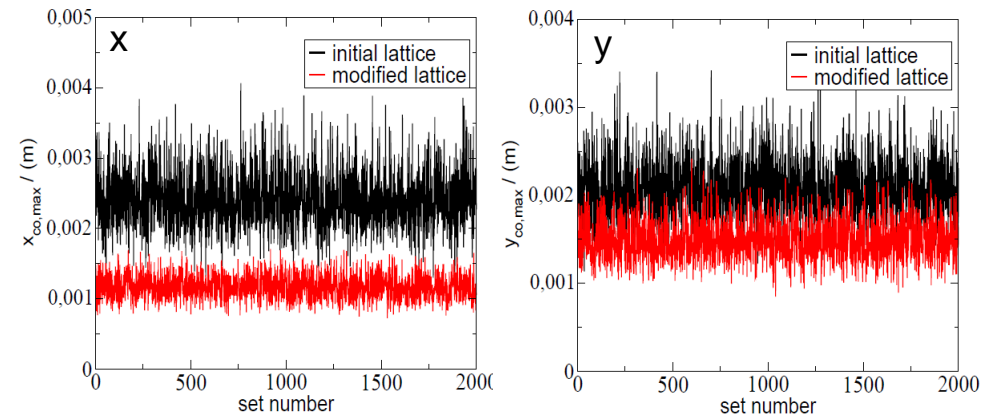 x
initial lattice
modified lattice
0,005
0,004
0,003
0,002
0,001
0
x_co,max / (m)
0 500 1000 1500 2000
set number
y
initial lattice
modified lattice
0,004
0,003
0,002
0,001
0
y_co,max / (m)
0 500 1000 1500 2000
set number